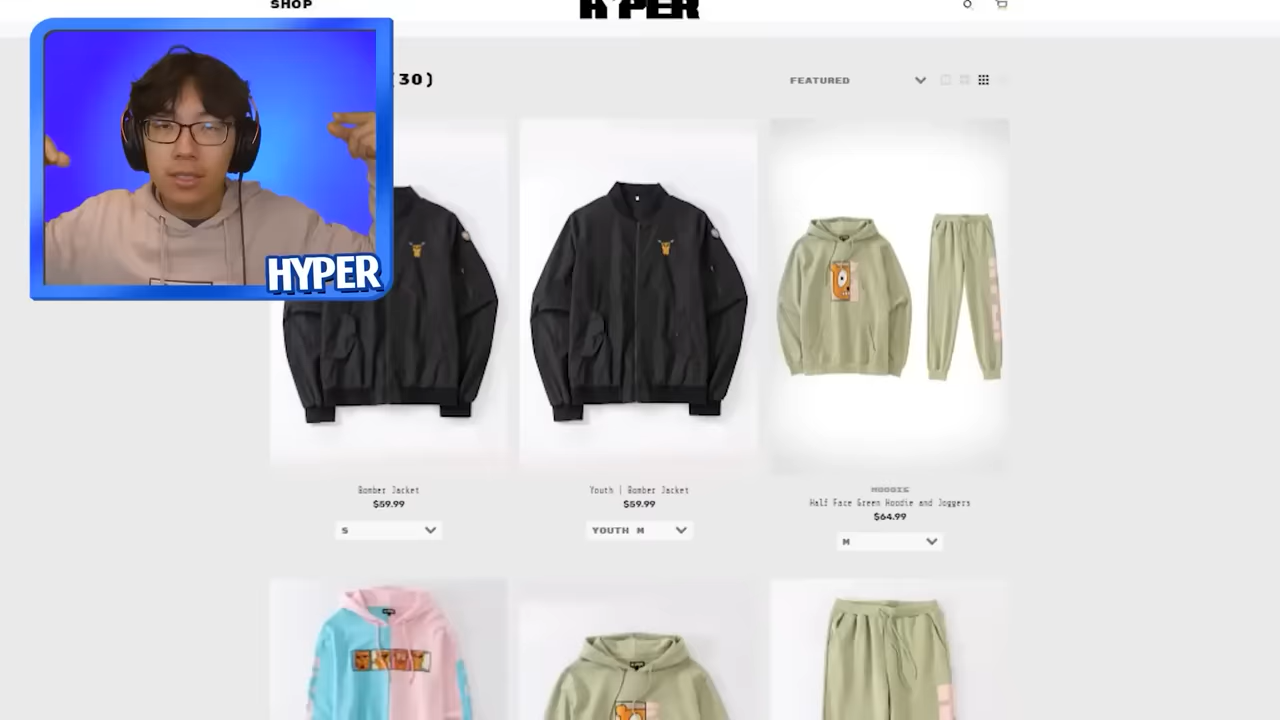 SHOP
HYPER
(30)
FEATURED
HYPER
Bomber Jacket
$59.99
S
Youth | Bomber Jacket
$59.99
YOUTH M
HOODIE
Half Face Green Hoodie and Joggers
$64.99
M